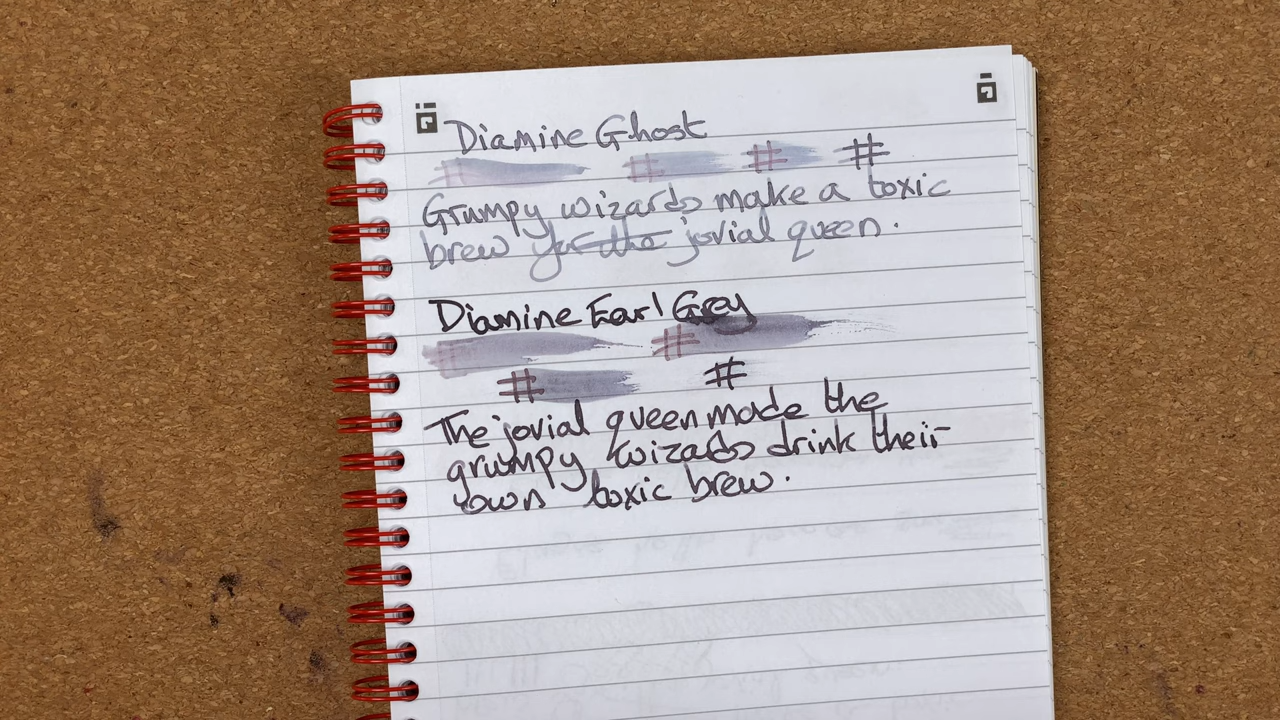 Diamine Ghost
# # #
Grumpy wizards make a toxic
brew for the jovial queen.
Diamine Earl Grey
# #
# #
The jovial queen made the
grumpy wizards drink their
own toxic brew.